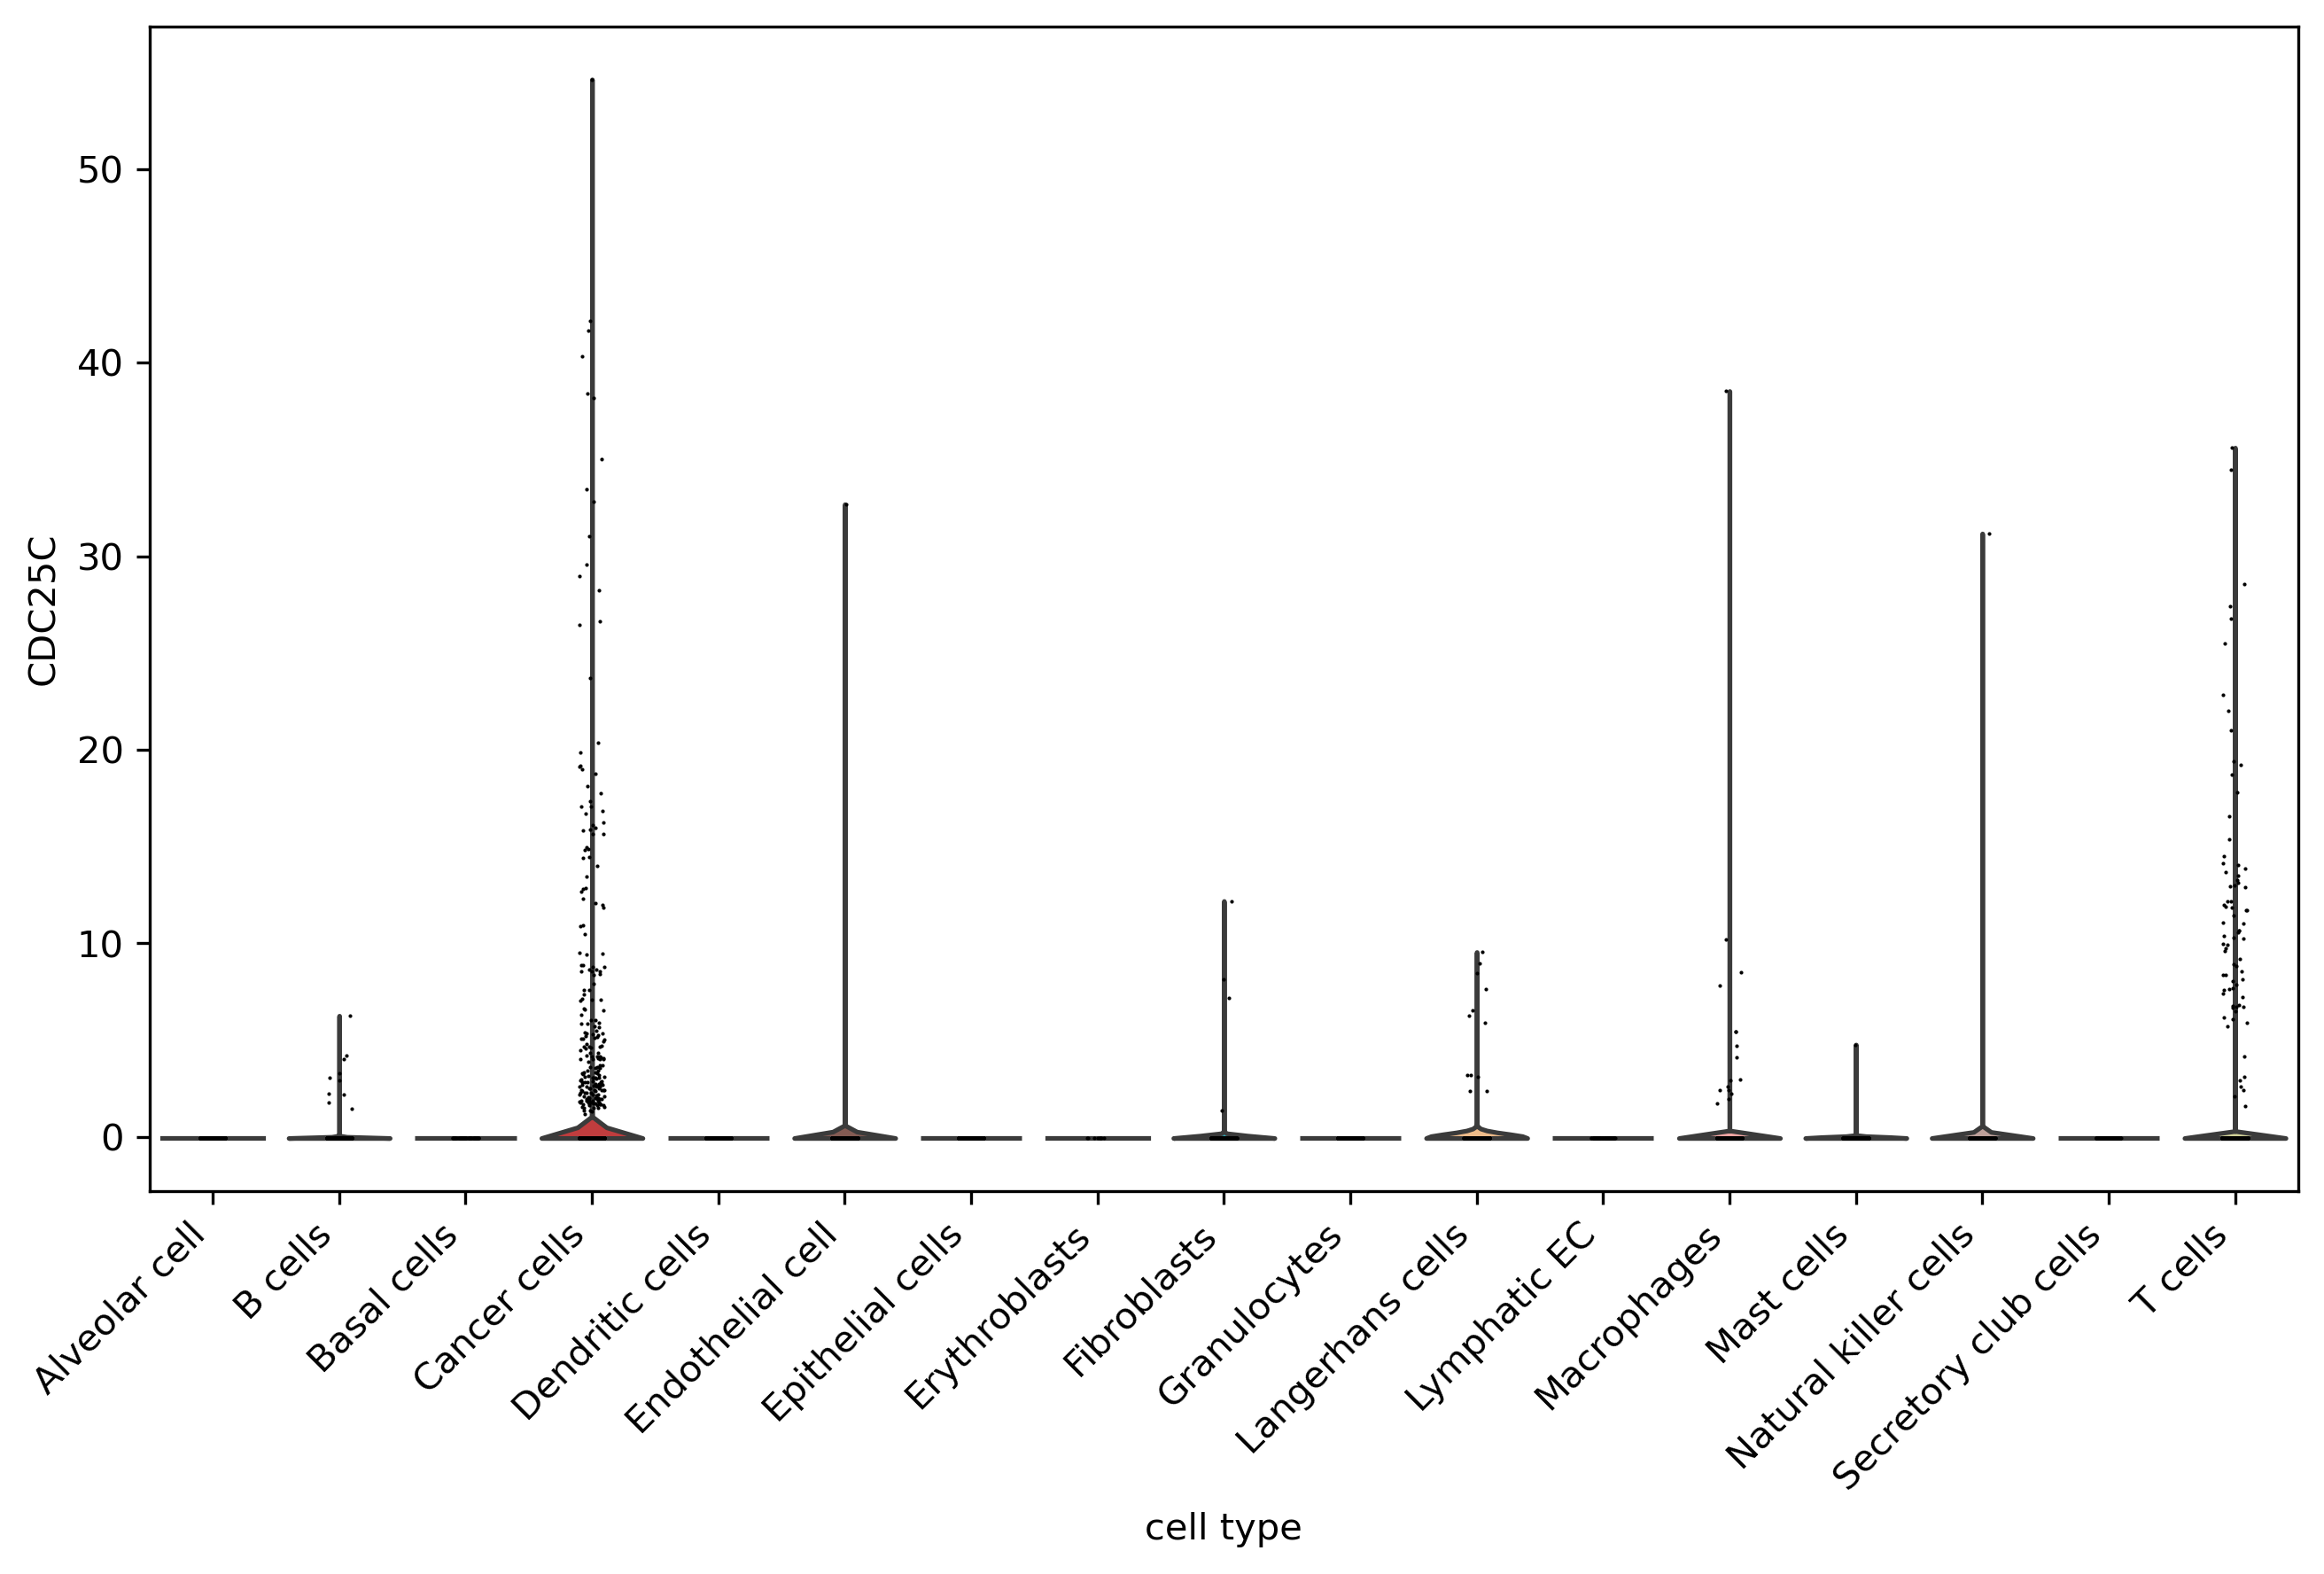 CDC25C
50
40
30
20
10
0
Alveolar cell
B cells
Basal cells
Cancer cells
Dendritic cells
Endothelial cell
Epithelial cells
Erythroblasts
Fibroblasts
Granulocytes
Langerhans cells
Lymphatic EC
Macrophages
Mast cells
Natural killer cells
Secretory club cells
T cells
cell type